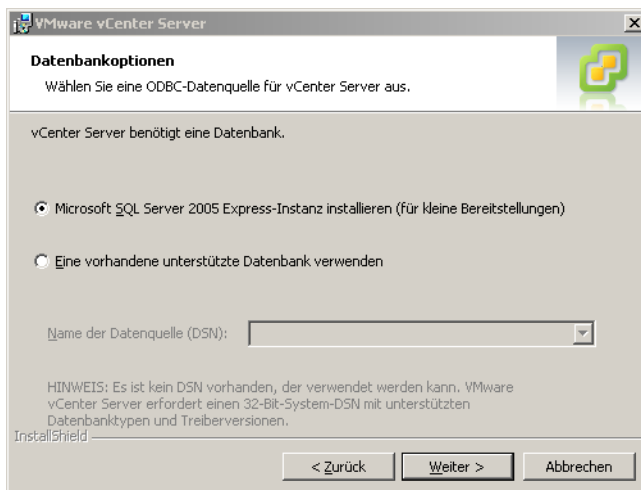 VMware vCenter Server
Datenbankoptionen
Wählen Sie eine ODBC-Datenquelle für vCenter Server aus.
vCenter Server benötigt eine Datenbank.
Microsoft SQL Server 2005 Express-Instanz installieren (für kleine Bereitstellungen)
Eine vorhandene unterstützte Datenbank verwenden
Name der Datenquelle (DSN):
HINWEIS: Es ist kein DSN vorhanden, der verwendet werden kann. VMware
vCenter Server erfordert einen 32-Bit-System-DSN mit unterstützten
Datenbanktypen und Treiberversionen.
InstallShield
< Zurück Weiter > Abbrechen